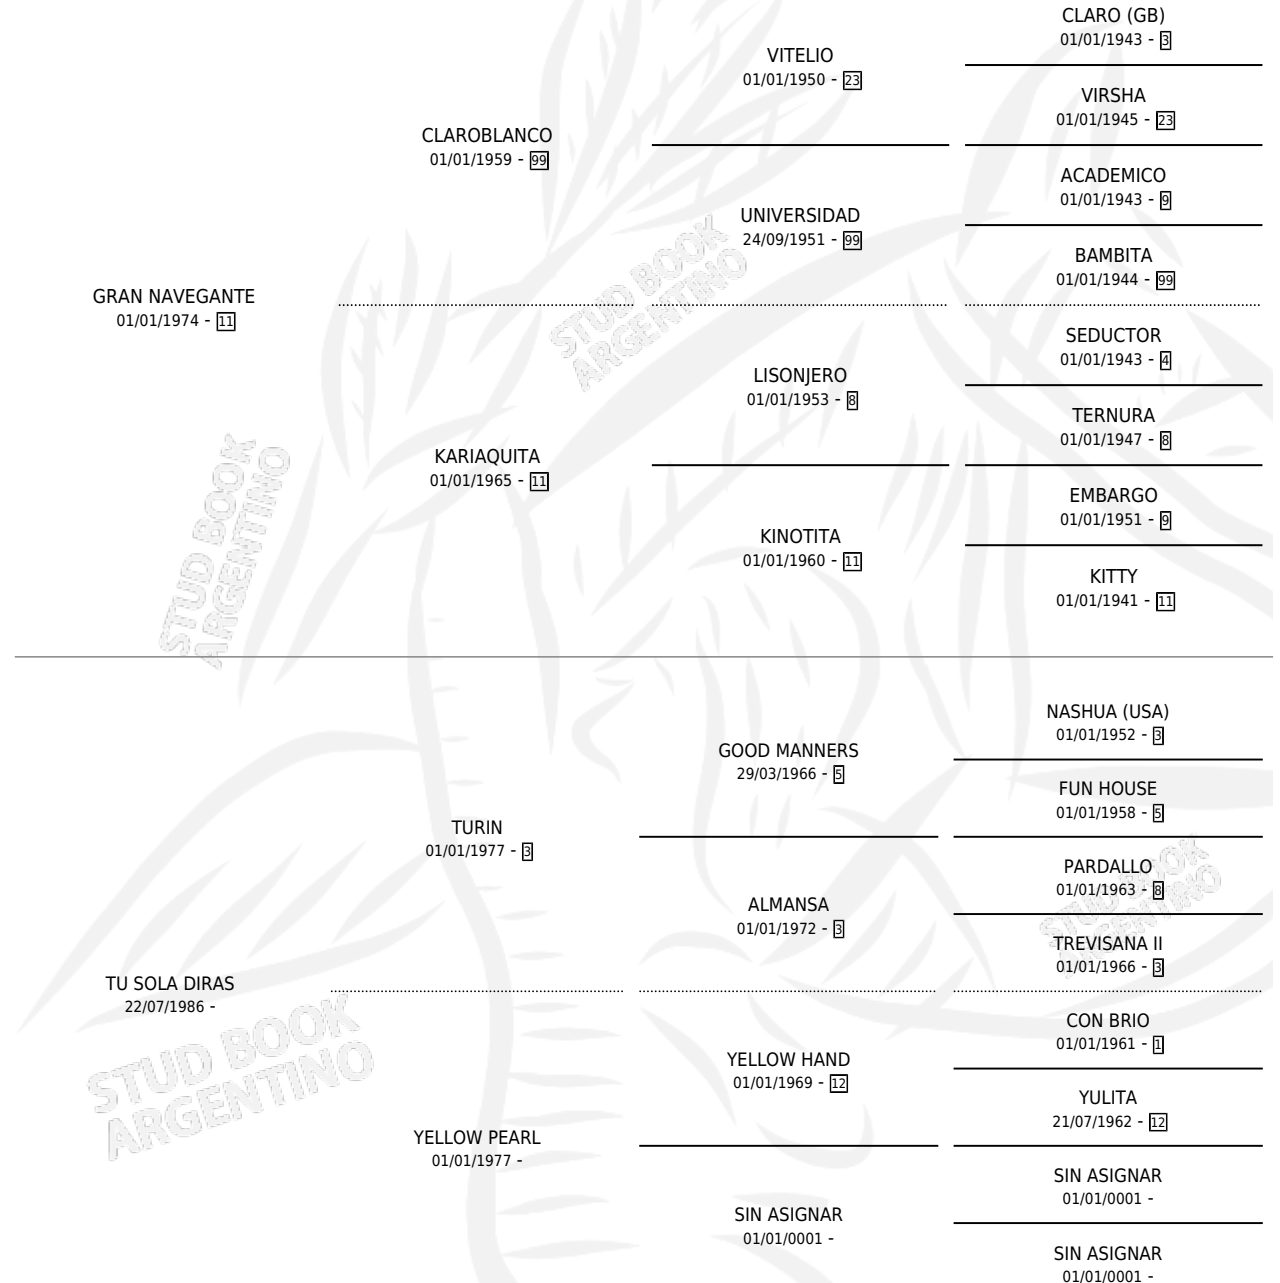 CLARO (GB)
01/01/1943 - 3
VITELIO
01/01/1950 - 23
VIRSHA
01/01/1945 - 23
CLAROBLANCO
01/01/1959 - 99
ACADEMICO
01/01/1943 - 9
UNIVERSIDAD
24/09/1951 - 99
BAMBITA
01/01/1944 - 99
GRAN NAVEGANTE
01/01/1974 - 11
STUD BOOK
ARGENTINO
SEDUCTOR
01/01/1943 - 4
LISONJERO
01/01/1953 - 8
TERNURA
01/01/1947 - 8
KARIAQUITA
01/01/1965 - 11
EMBARGO
01/01/1951 - 9
KINOTITA
01/01/1960 - 11
KITTY
01/01/1941 - 11
STUD BOOK
ARGENTINO
NASHUA (USA)
01/01/1952 - 3
GOOD MANNERS
29/03/1966 - 5
FUN HOUSE
01/01/1958 - 5
TURIN
01/01/1977 - 3
PARDALLO
01/01/1963 - 8
ALMANSA
01/01/1972 - 3
TREVISANA II
01/01/1966 - 3
STUD BOOK
ARGENTINO
TU SOLA DIRAS
22/07/1986 -
CON BRIO
01/01/1961 - 1
YELLOW HAND
01/01/1969 - 12
YULITA
21/07/1962 - 12
STUD BOOK
ARGENTINO
YELLOW PEARL
01/01/1977 -
SIN ASIGNAR
01/01/0001 -
SIN ASIGNAR
01/01/0001 -
SIN ASIGNAR
01/01/0001 -